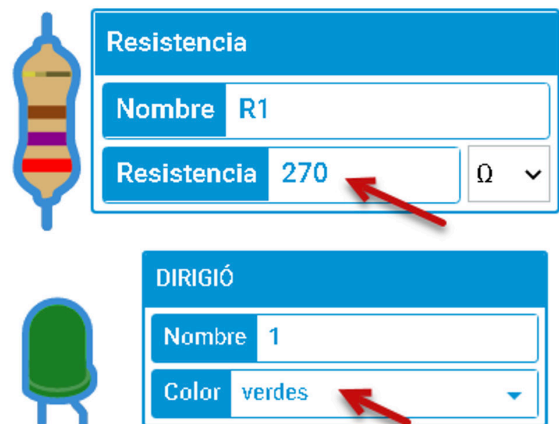 Resistencia
Nombre R1
Resistencia 270 Ω
DIRIGIÓ
Nombre 1
Color verdes